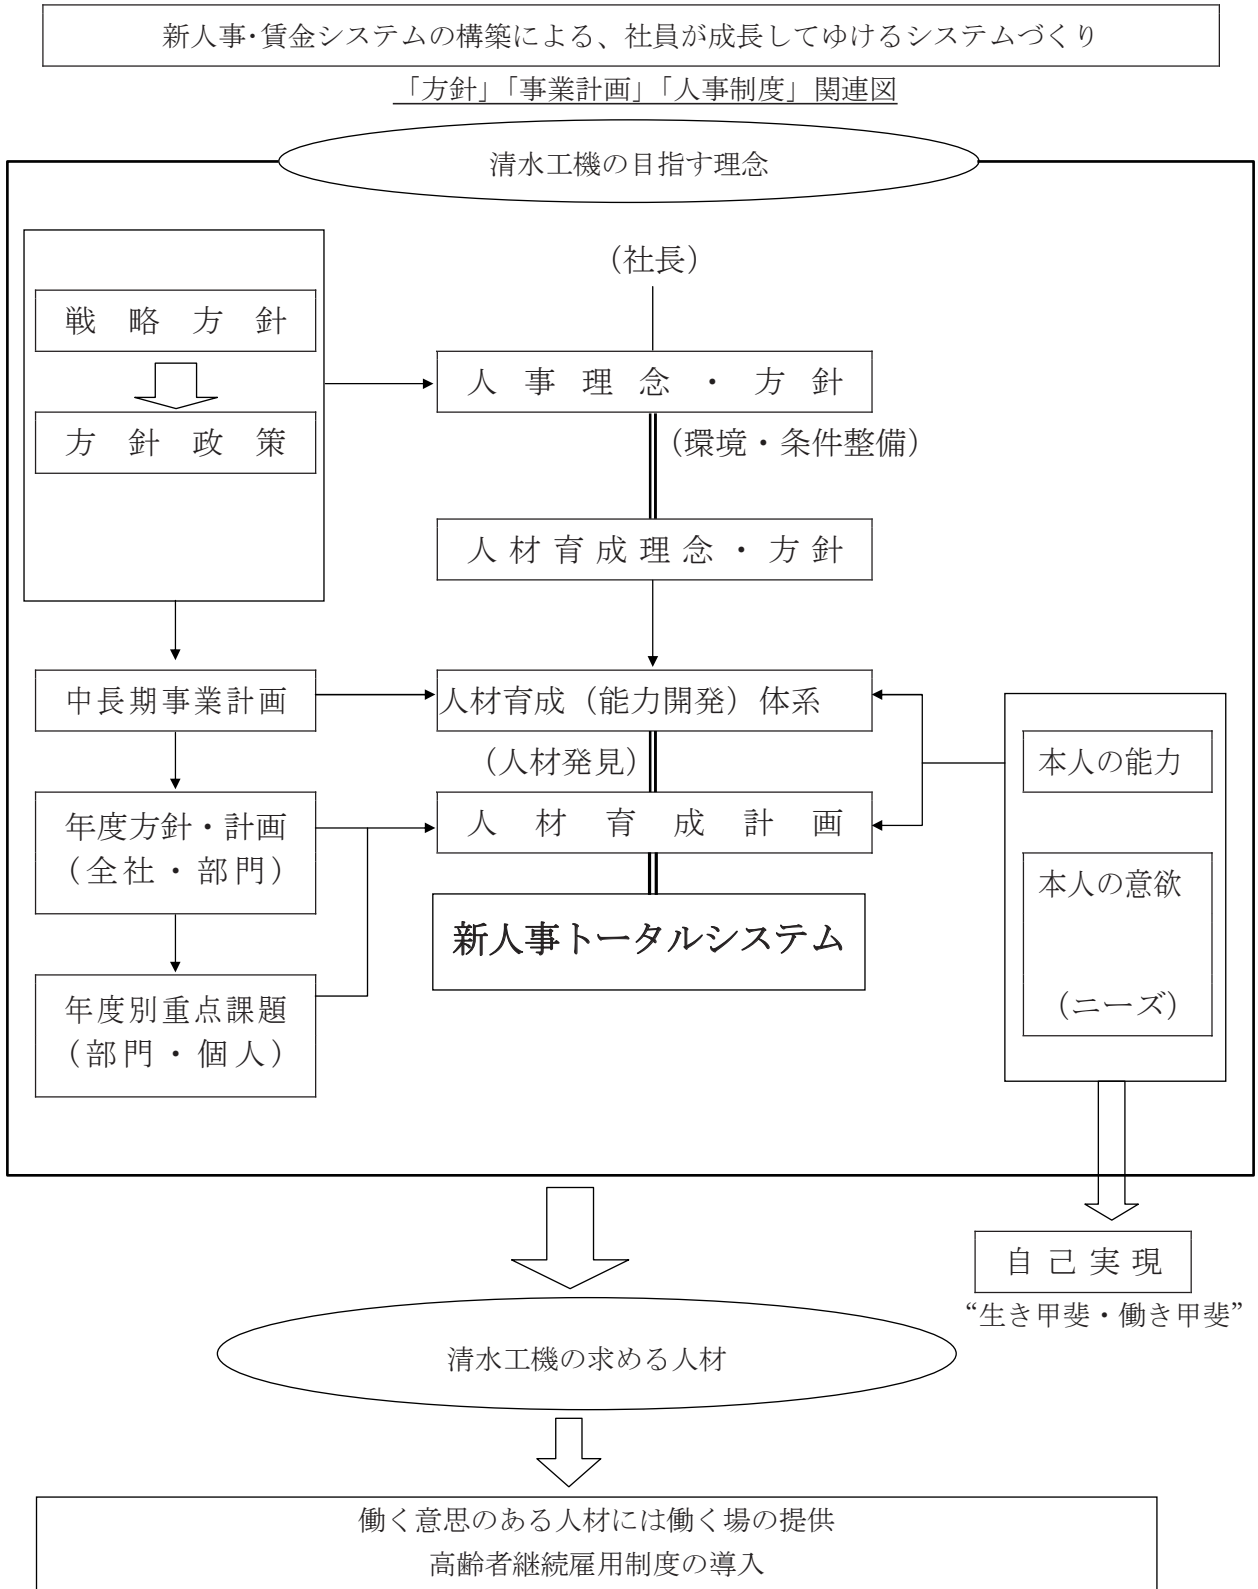 新人事・賃金システムの構築による、社員が成長してゆけるシステムづくり
「方針」「事業計画」「人事制度」関連図
清水工機の目指す理念
戦略方針
方針政策
（社長）
人事理念・方針
（環境・条件整備）
人材育成理念・方針
中長期事業計画
人材育成（能力開発）体系
（人材発見）
年度方針・計画
（全社・部門）
人材育成計画
新人事トータルシステム
年度別重点課題
（部門・個人）
本人の能力
本人の意欲
（ニーズ）
自己実現
“生き甲斐・働き甲斐”
清水工機の求める人材
働く意思のある人材には働く場の提供
高齢者継続雇用制度の導入